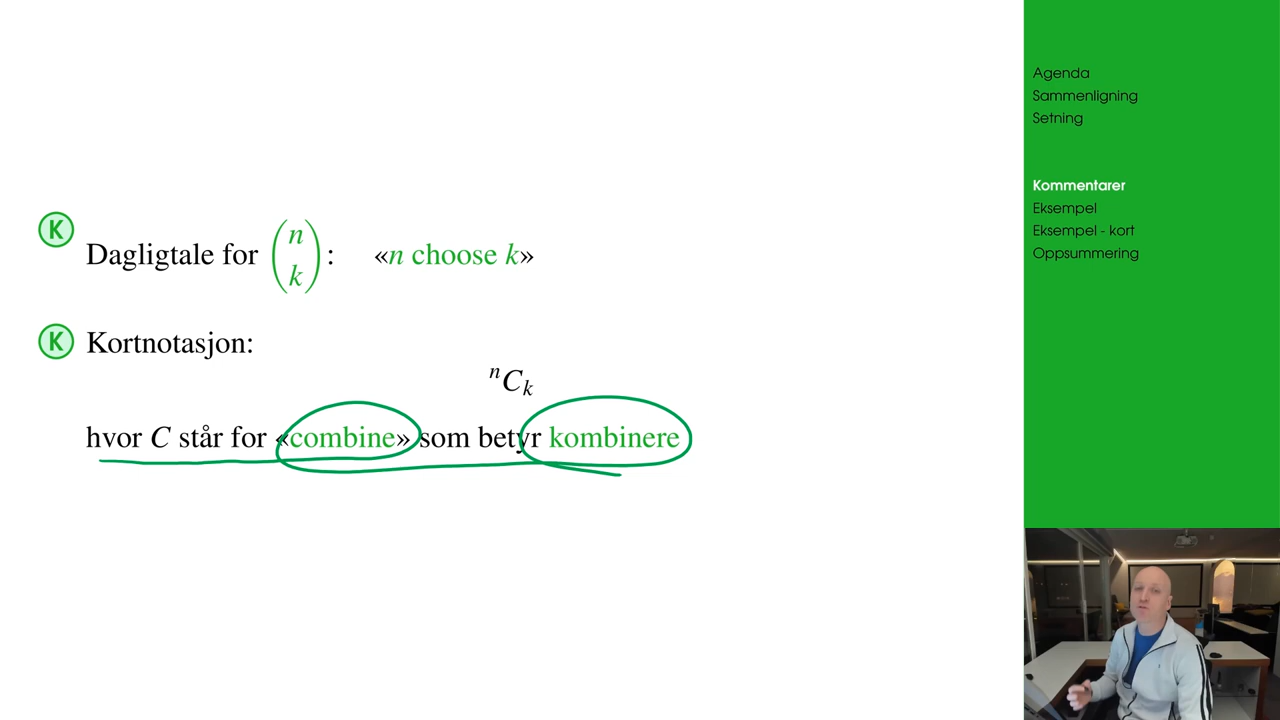 K
Dagligtale for (n k): «n choose k»
K Kortnotasjon:
ⁿCₖ
hvor C står for «combine» som betyr kombinere
Agenda
Sammenligning
Setning
Kommentarer
Eksempel
Eksempel - kort
Oppsummering